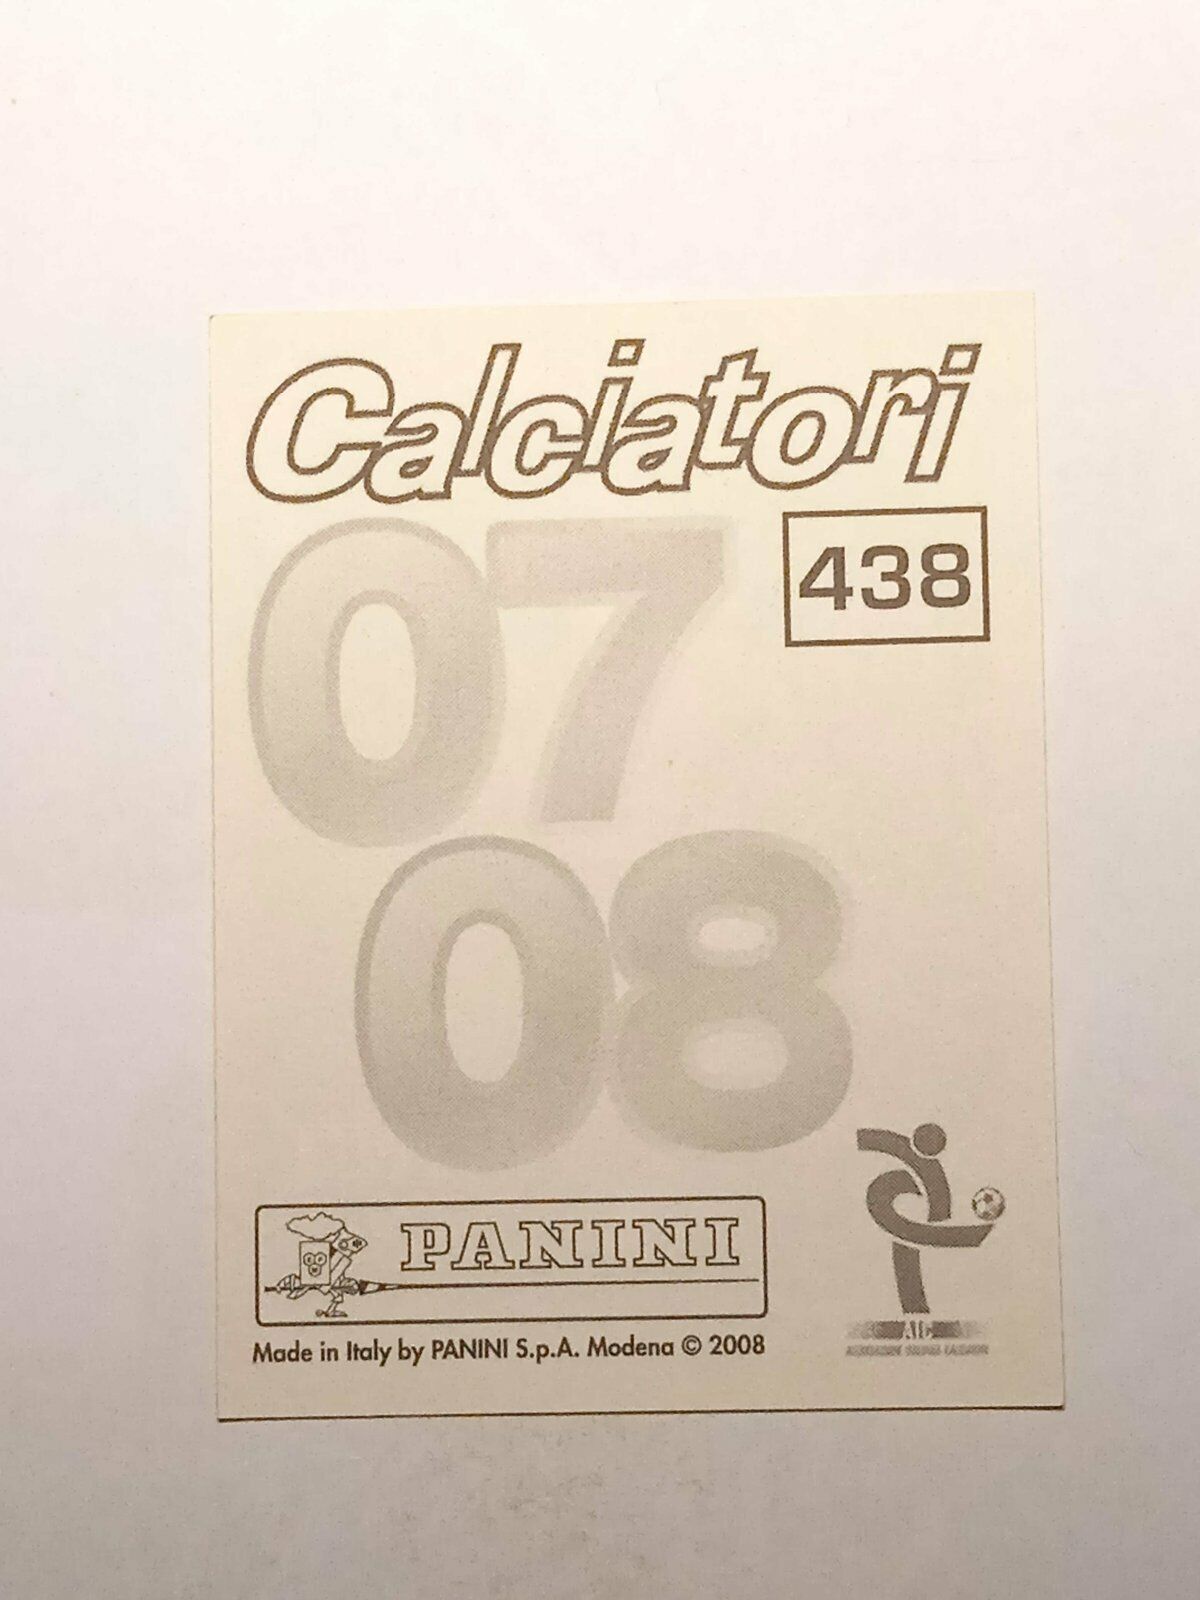 Calciatori
07
438
08
PANINI
Made in Italy by PANINI S.p.A. Modena © 2008
AIC